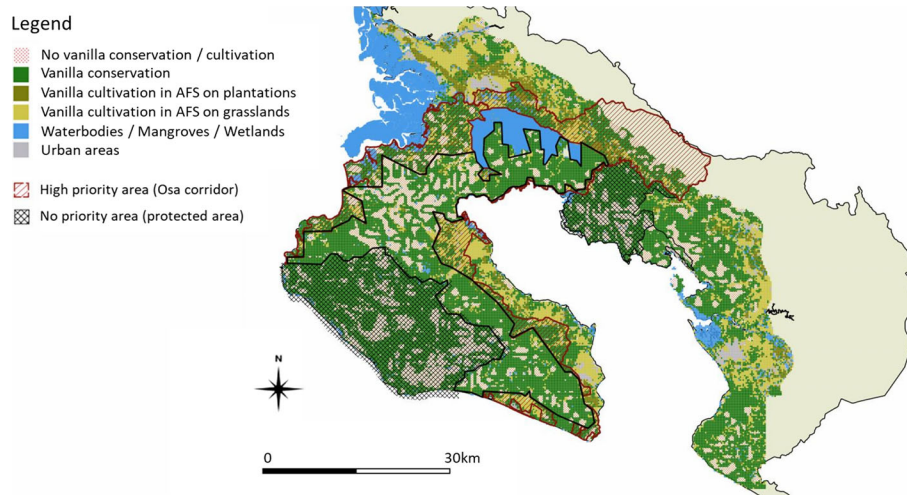 Legend
No vanilla conservation / cultivation
Vanilla conservation
Vanilla cultivation in AFS on plantations
Vanilla cultivation in AFS on grasslands
Waterbodies / Mangroves / Wetlands
Urban areas
High priority area (Osa corridor)
No priority area (protected area)
N
0 30km